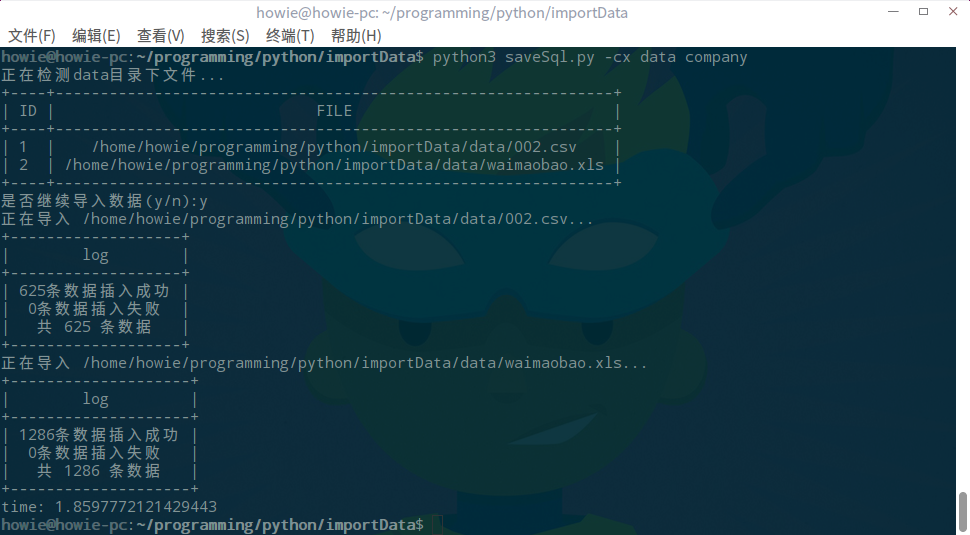 howie@howie-pc: ~/programming/python/importData
文件(F) 编辑(E) 查看(V) 搜索(S) 终端(T) 帮助(H)
howie@howie-pc:~/programming/python/importData$ python3 saveSql.py -cx data company
正在检测data目录下文件...
+----+--------------------------------------------------------------+
| ID |                             FILE                             |
+----+--------------------------------------------------------------+
| 1  |    /home/howie/programming/python/importData/data/002.csv    |
| 2  | /home/howie/programming/python/importData/data/waimaobao.xls |
+----+--------------------------------------------------------------+
是否继续导入数据(y/n):y
正在导入 /home/howie/programming/python/importData/data/002.csv...
+-------------------+
|        log        |
+-------------------+
| 625条数据插入成功 |
|  0条数据插入失败  |
|   共 625 条数据   |
+-------------------+
正在导入 /home/howie/programming/python/importData/data/waimaobao.xls...
+--------------------+
|        log         |
+--------------------+
| 1286条数据插入成功 |
|  0条数据插入失败   |
|   共 1286 条数据   |
+--------------------+
time: 1.8597772121429443
howie@howie-pc:~/programming/python/importData$